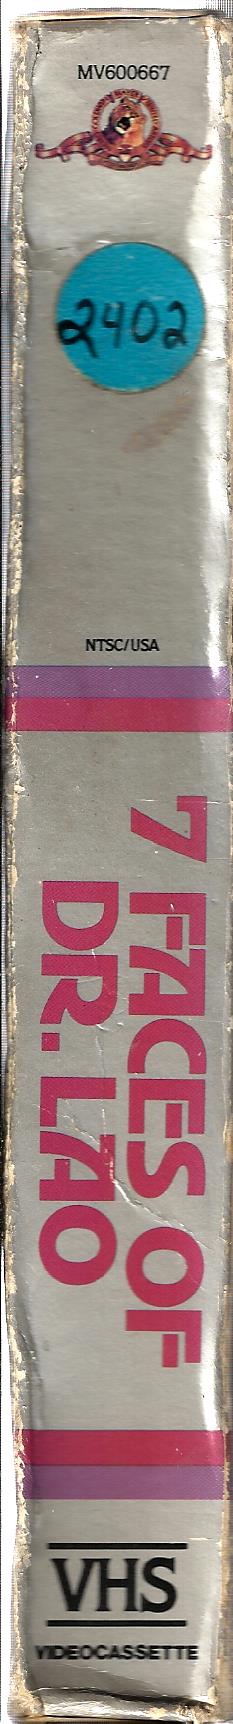 MV600667
2402
NTSC/USA
7 FACES OF
DR. LAO
VHS
VIDEOCASSETTE